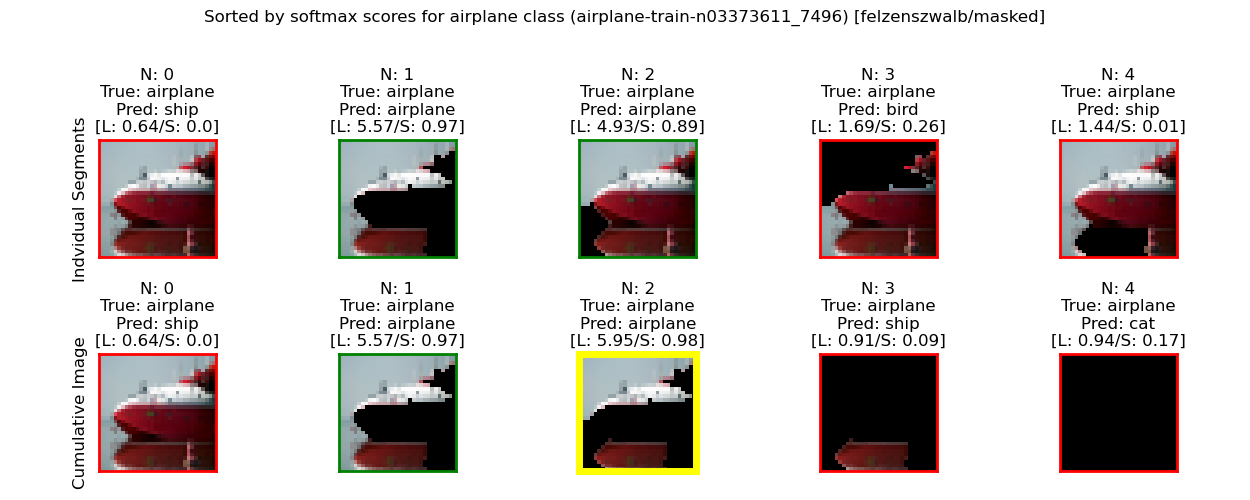 Sorted by softmax scores for airplane class (airplane-train-n03373611_7496) [felzenszwalb/masked]
Indvidual Segments
N: 0
True: airplane
Pred: ship
[L: 0.64/S: 0.0]
N: 1
True: airplane
Pred: airplane
[L: 5.57/S: 0.97]
N: 2
True: airplane
Pred: airplane
[L: 4.93/S: 0.89]
N: 3
True: airplane
Pred: bird
[L: 1.69/S: 0.26]
N: 4
True: airplane
Pred: ship
[L: 1.44/S: 0.01]
Cumulative Image
N: 0
True: airplane
Pred: ship
[L: 0.64/S: 0.0]
N: 1
True: airplane
Pred: airplane
[L: 5.57/S: 0.97]
N: 2
True: airplane
Pred: airplane
[L: 5.95/S: 0.98]
N: 3
True: airplane
Pred: ship
[L: 0.91/S: 0.09]
N: 4
True: airplane
Pred: cat
[L: 0.94/S: 0.17]